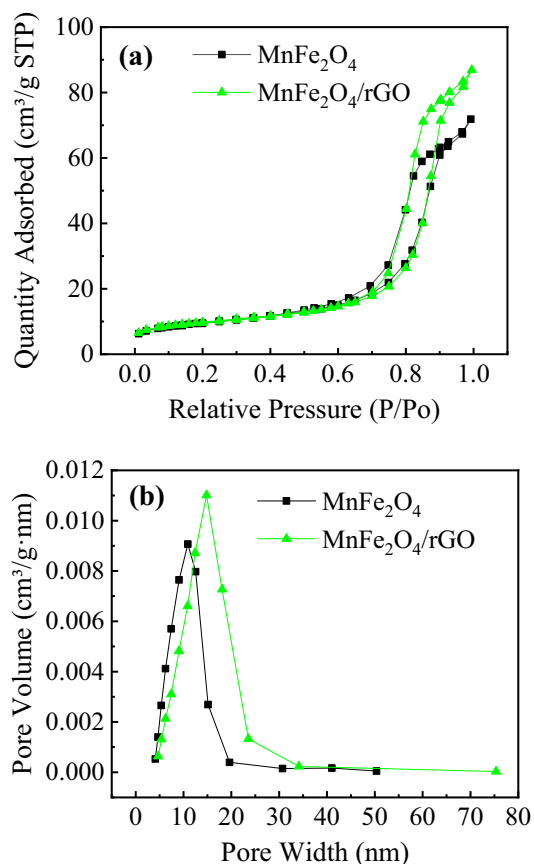 (a)
MnFe₂O₄
MnFe₂O₄/rGO
Quantity Adsorbed (cm³/g STP)
100
80
60
40
20
0
0.0 0.2 0.4 0.6 0.8 1.0
Relative Pressure (P/Po)
(b)
MnFe₂O₄
MnFe₂O₄/rGO
Pore Volume (cm³/g·nm)
0.012
0.010
0.008
0.006
0.004
0.002
0.000
0 10 20 30 40 50 60 70 80
Pore Width (nm)